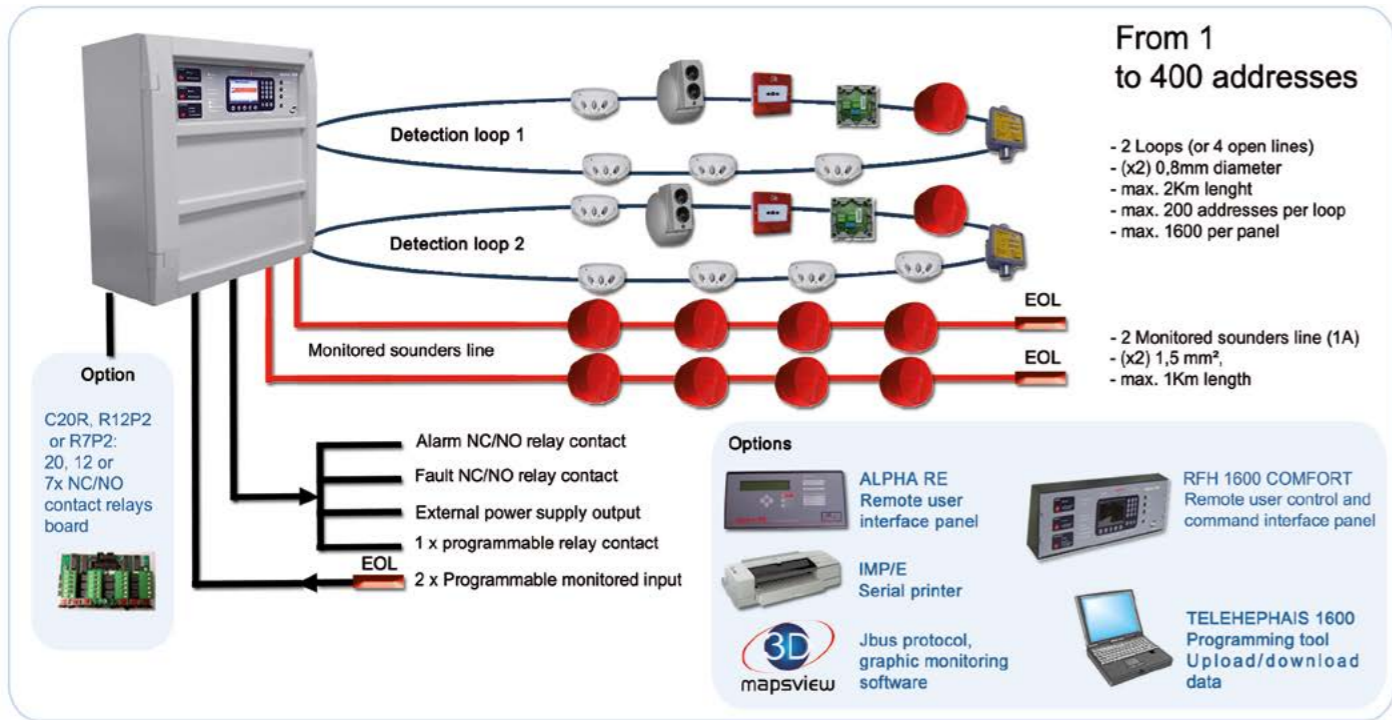 From 1
to 400 addresses
Detection loop 1
Detection loop 2
- 2 Loops (or 4 open lines)
- (x2) 0,8mm diameter
- max. 2Km lenght
- max. 200 addresses per loop
- max. 1600 per panel
EOL
Monitored sounders line
EOL
- 2 Monitored sounders line (1A)
- (x2) 1,5 mm²,
- max. 1Km length
Option
C20R, R12P2
or R7P2:
20, 12 or
7x NC/NO
contact relays
board
Alarm NC/NO relay contact
Fault NC/NO relay contact
External power supply output
1 x programmable relay contact
EOL
2 x Programmable monitored input
Options
ALPHA RE
Remote user
interface panel
RFH 1600 COMFORT
Remote user control and
command interface panel
IMP/E
Serial printer
3D
mapsview
Jbus protocol,
graphic monitoring
software
TELEHEPHAIS 1600
Programming tool
Upload/download
data